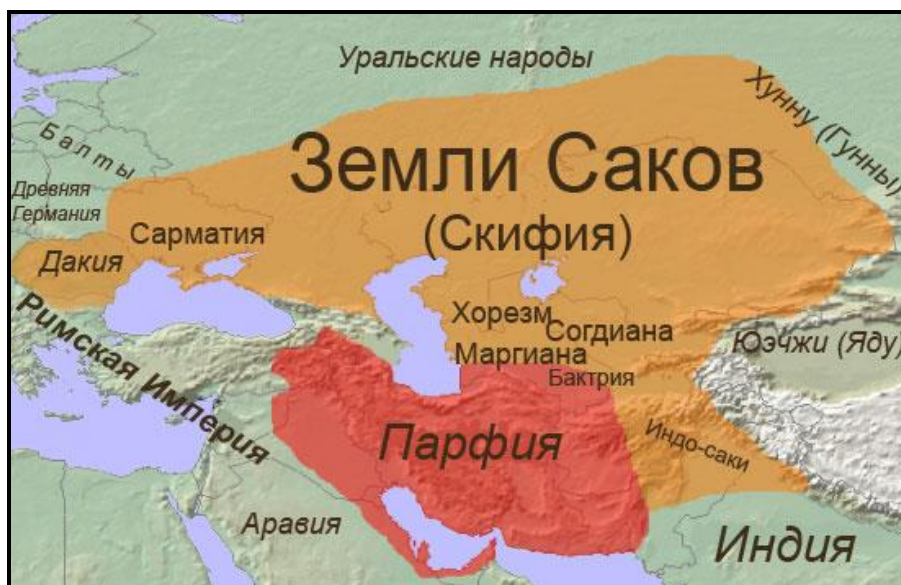 Уральские народы
Хунну (Гунны)
Балты
Земли Саков
(Скифия)
Древняя
Германия
Сарматия
Дакия
Римская Империя
Хорезм
Согдиана
Маргиана
Бактрия
Юэчжи (Яду)
Парфия
Индо-саки
Аравия
Индия